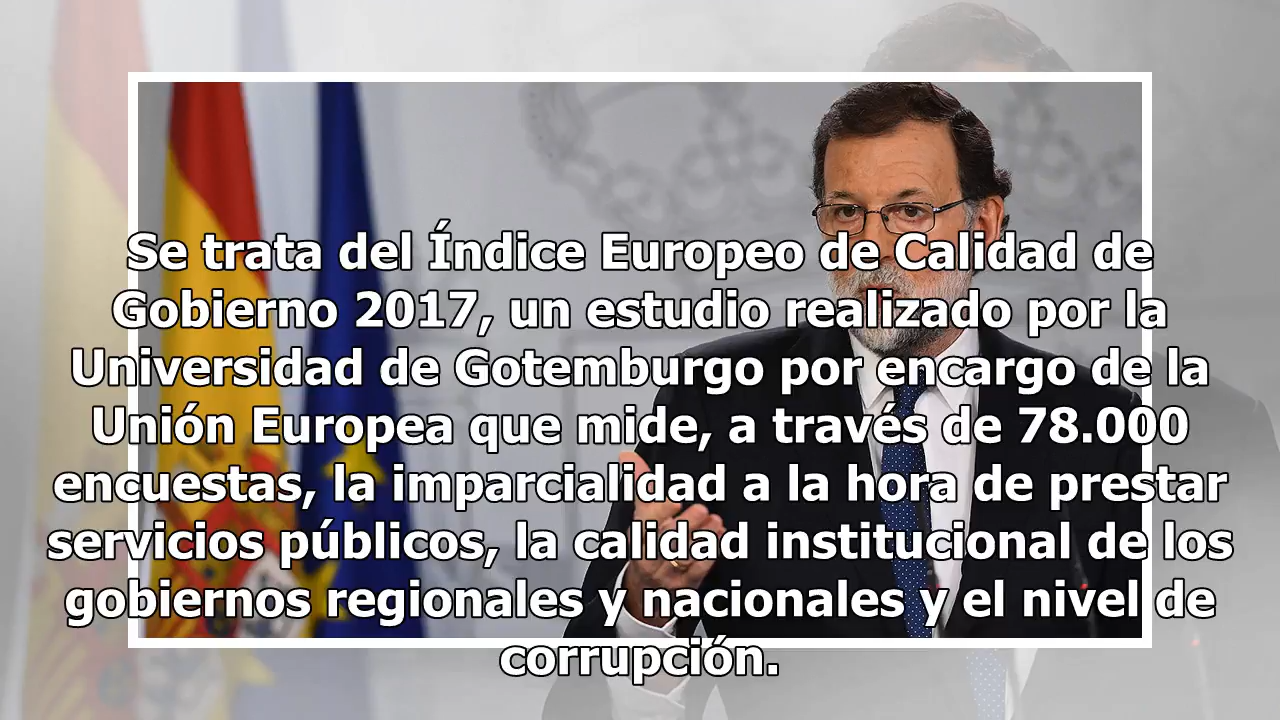 Se trata del Índice Europeo de Calidad de
Gobierno 2017, un estudio realizado por la
Universidad de Gotemburgo por encargo de la
Unión Europea que mide, a través de 78.000
encuestas, la imparcialidad a la hora de prestar
servicios públicos, la calidad institucional de los
gobiernos regionales y nacionales y el nivel de
corrupción.